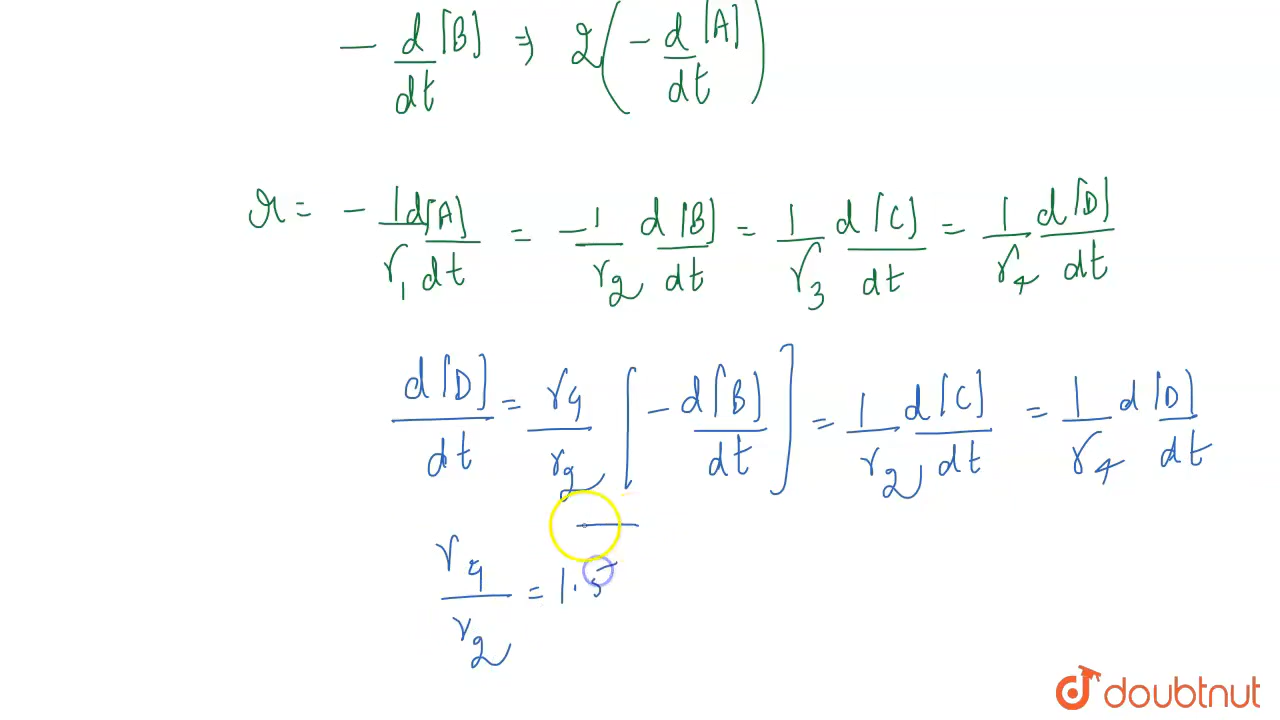 - d/dt [B] ⇒ 2(- d/dt [A])
r = - 1/r₁ d[A]/dt = - 1/r₂ d[B]/dt = 1/r₃ d[C]/dt = 1/r₄ d[D]/dt
d[D]/dt = r₄/r₂ [- d[B]/dt] = 1/r₂ d[C]/dt = 1/r₄ d[D]/dt
r₄/r₂ = 1.5
doubtnut